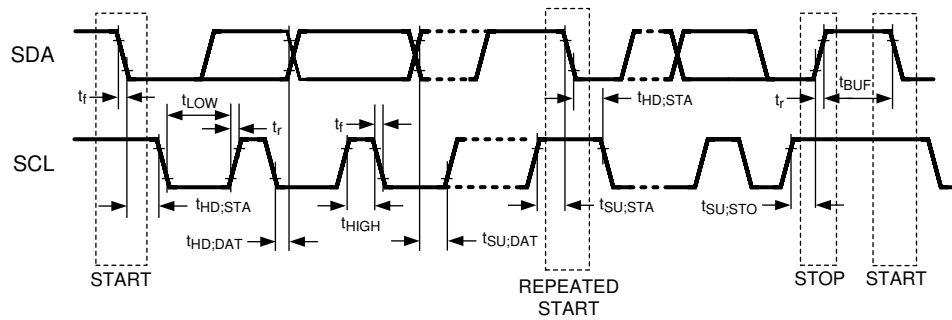 SDA
t_f
t_LOW
t_r
t_f
t_HD;STA
t_r
t_BUF
SCL
t_HD;STA
t_HD;DAT
t_HIGH
t_SU;DAT
t_SU;STA
t_SU;STO
START
REPEATED
START
STOP
START